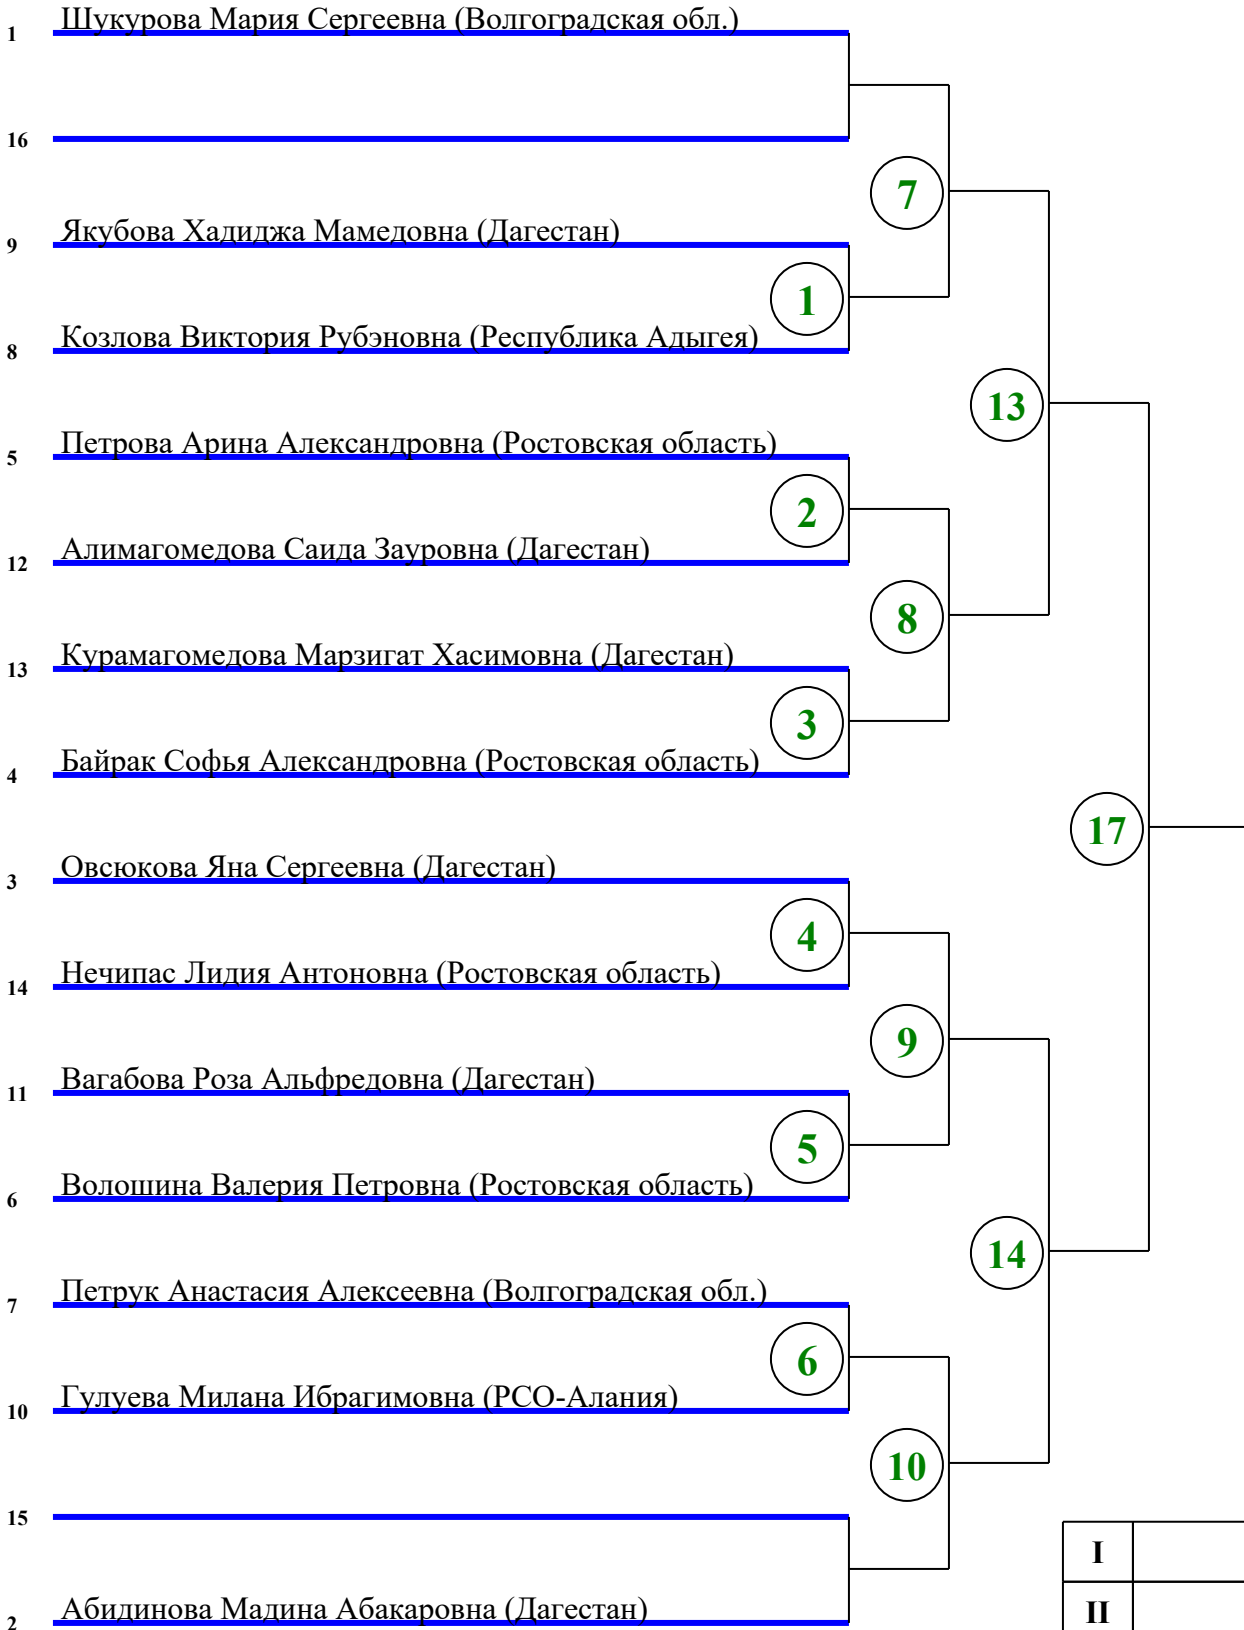 1 Шукурова Мария Сергеевна (Волгоградская обл.)
16
7
9 Якубова Хадиджа Мамедовна (Дагестан)
1
8 Козлова Виктория Рубэновна (Республика Адыгея)
13
5 Петрова Арина Александровна (Ростовская область)
2
12 Алимагомедова Саида Зауровна (Дагестан)
8
13 Курамагомедова Марзигат Хасимовна (Дагестан)
3
4 Байрак Софья Александровна (Ростовская область)
17
3 Овсюкова Яна Сергеевна (Дагестан)
4
14 Нечипас Лидия Антоновна (Ростовская область)
9
11 Вагабова Роза Альфредовна (Дагестан)
5
6 Волошина Валерия Петровна (Ростовская область)
14
7 Петрук Анастасия Алексеевна (Волгоградская обл.)
6
10 Гулуева Милана Ибрагимовна (РСО-Алания)
10
15
I
2 Абидинова Мадина Абакаровна (Дагестан)
II